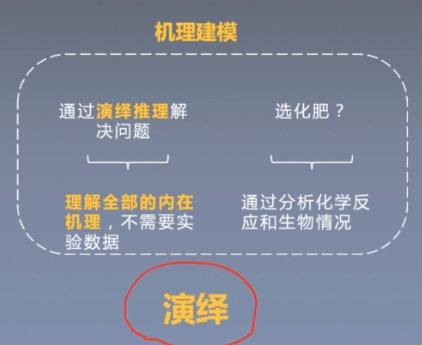 机理建模
通过演绎推理解
决问题
选化肥？
理解全部的内在
机理，不需要实
验数据
通过分析化学反
应和生物情况
演绎